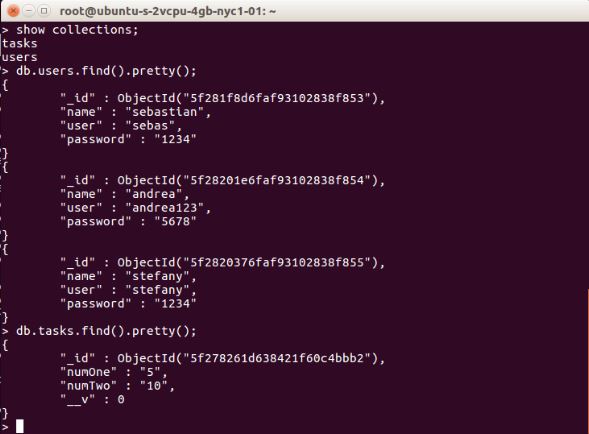 root@ubuntu-s-2vcpu-4gb-nyc1-01: ~
> show collections;
tasks
users
> db.users.find().pretty();
{
"_id" : ObjectId("5f281f8d6faf93102838f853"),
"name" : "sebastian",
"user" : "sebas",
"password" : "1234"
}
{
"_id" : ObjectId("5f28201e6faf93102838f854"),
"name" : "andrea",
"user" : "andrea123",
"password" : "5678"
}
{
"_id" : ObjectId("5f2820376faf93102838f855"),
"name" : "stefany",
"user" : "stefany",
"password" : "1234"
}
> db.tasks.find().pretty();
{
"_id" : ObjectId("5f278261d638421f60c4bbb2"),
"numOne" : "5",
"numTwo" : "10",
"__v" : 0
}
>